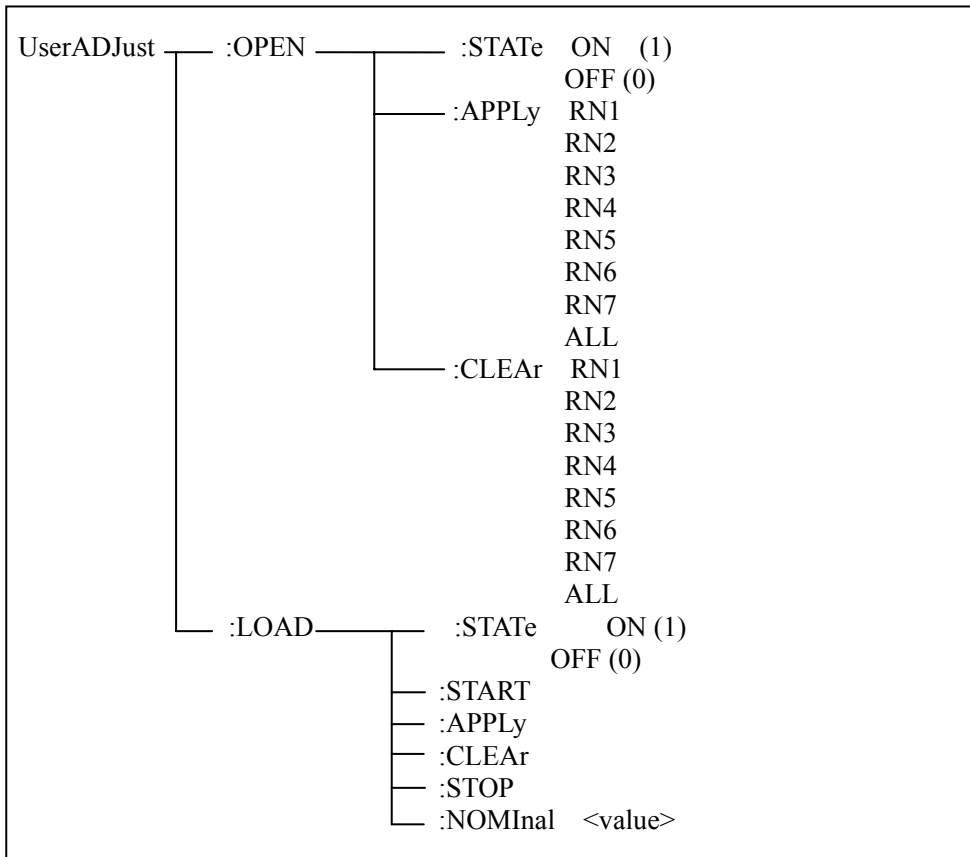 UserADJust :OPEN :STATe ON (1)
OFF (0)
:APPLy RN1
RN2
RN3
RN4
RN5
RN6
RN7
ALL
:CLEAr RN1
RN2
RN3
RN4
RN5
RN6
RN7
ALL
:LOAD :STATe ON (1)
OFF (0)
:START
:APPLy
:CLEAr
:STOP
:NOMInal <value>